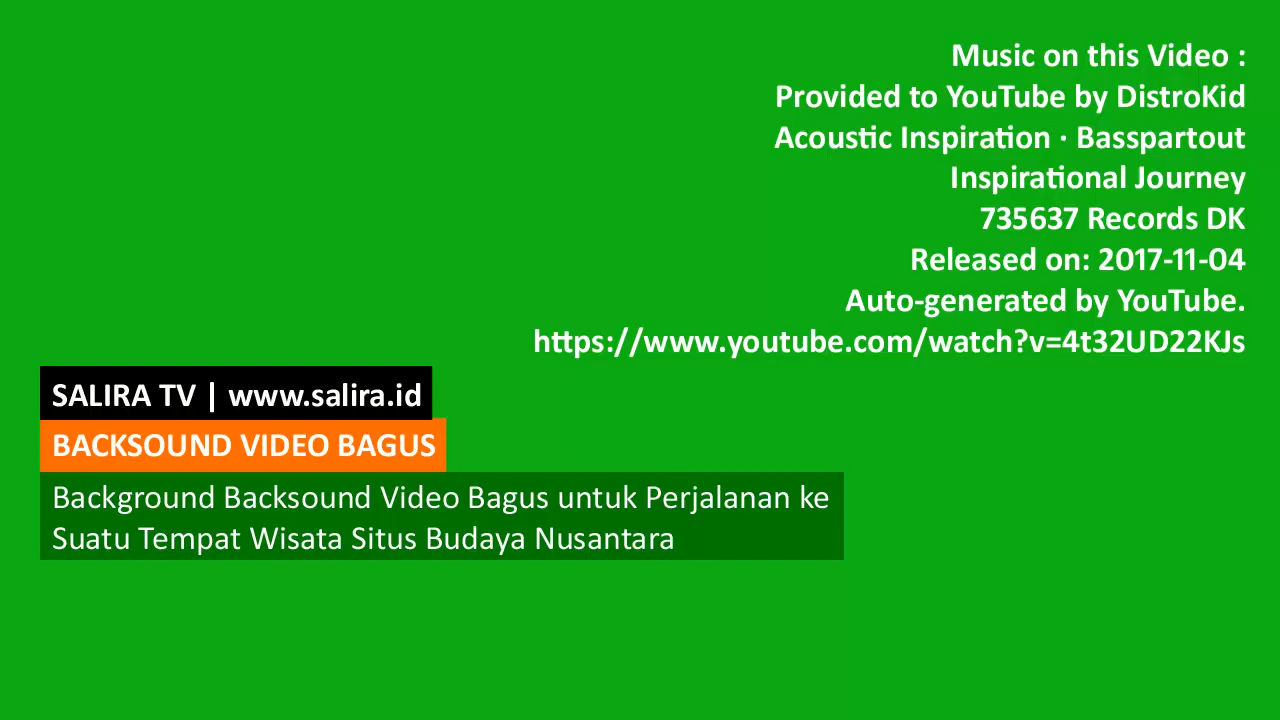 Music on this Video :
Provided to YouTube by DistroKid
Acoustic Inspiration · Basspartout
Inspirational Journey
735637 Records DK
Released on: 2017-11-04
Auto-generated by YouTube.
https://www.youtube.com/watch?v=4t32UD22KJs
SALIRA TV | www.salira.id
BACKSOUND VIDEO BAGUS
Background Backsound Video Bagus untuk Perjalanan ke
Suatu Tempat Wisata Situs Budaya Nusantara